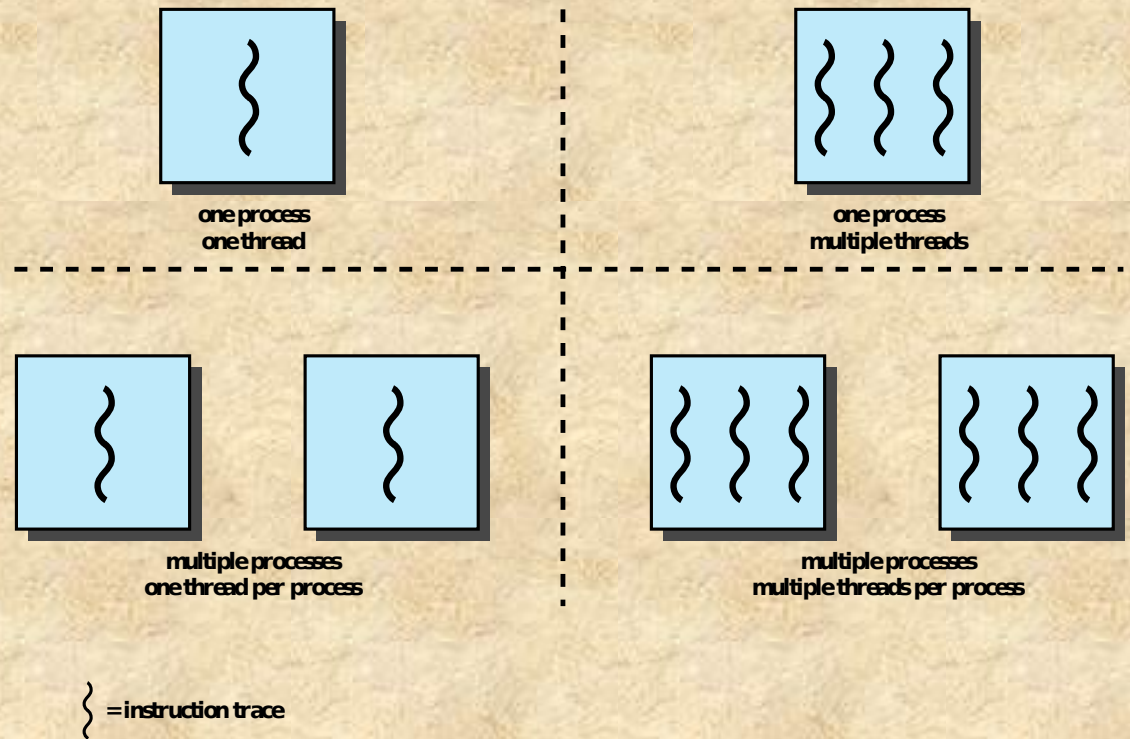 one process
one thread
one process
multiple threads
multiple processes
one thread per process
multiple processes
multiple threads per process
= instruction trace